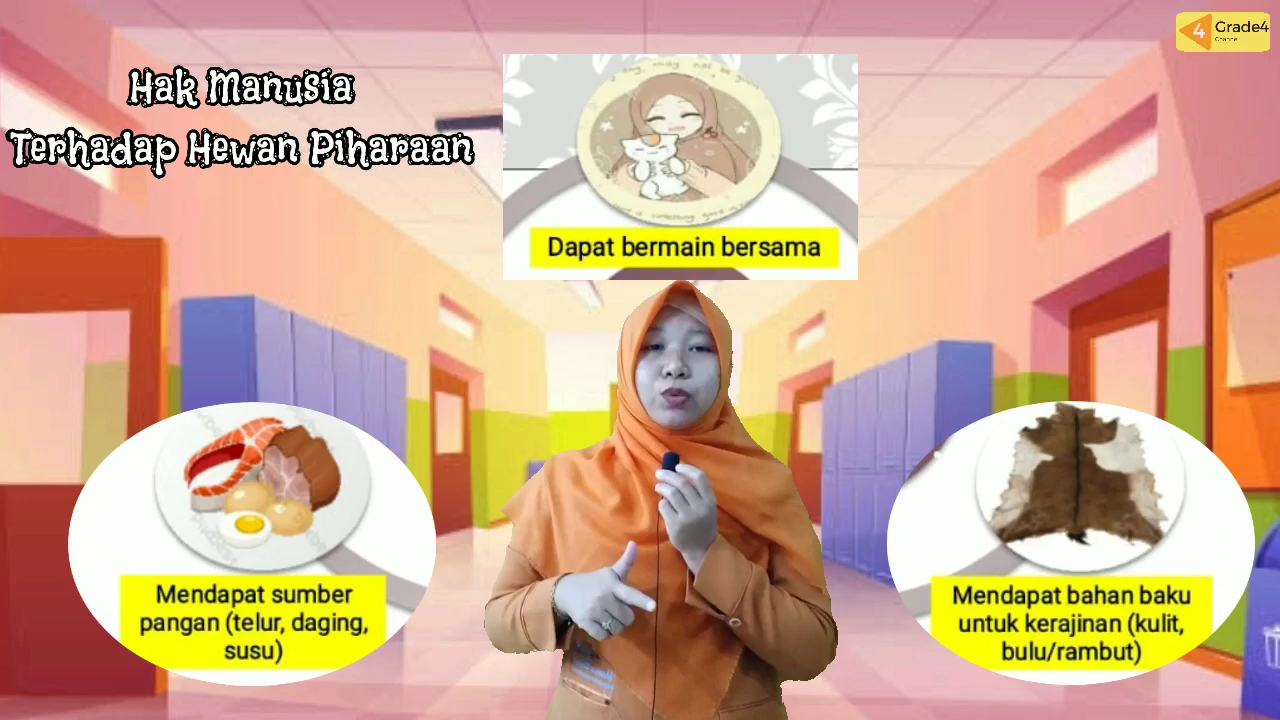 Hak Manusia
Terhadap Hewan Piharaan
4
Grade4
Dapat bermain bersama
Mendapat sumber
pangan (telur, daging,
susu)
Mendapat bahan baku
untuk kerajinan (kulit,
bulu/rambut)